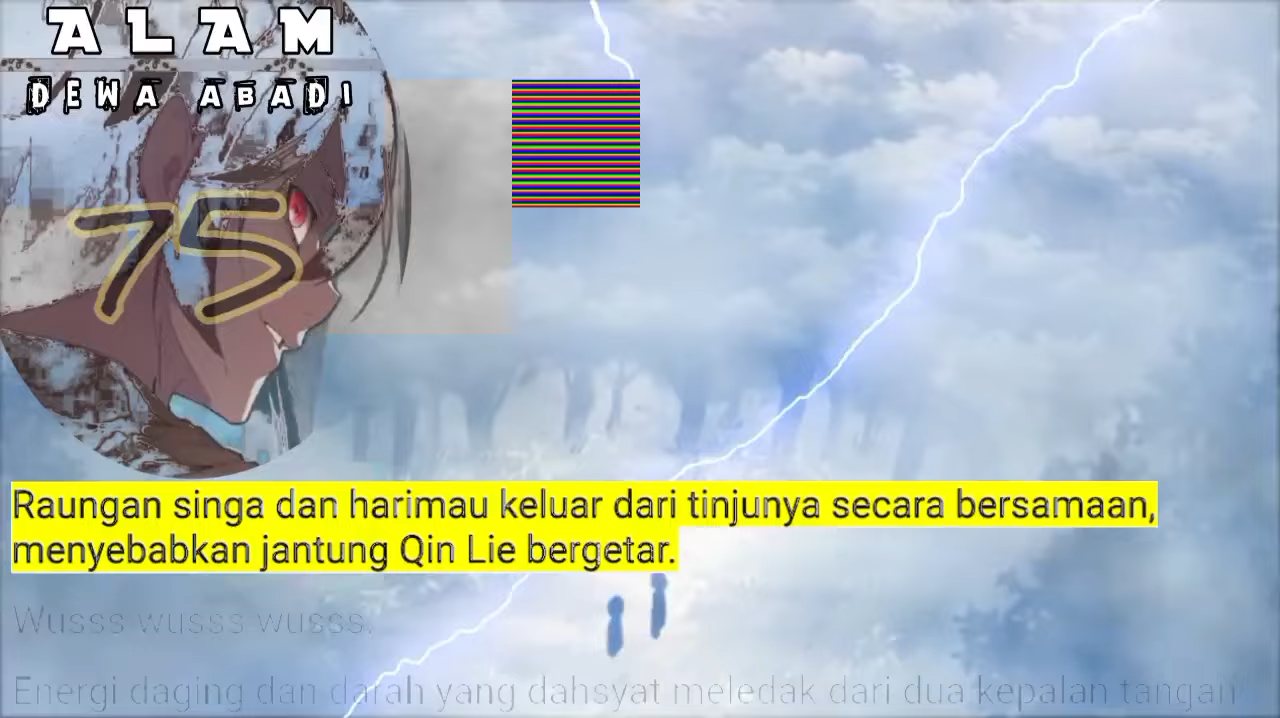 ALAM
DEWA ABADI
75
Raungan singa dan harimau keluar dari tinjunya secara bersamaan,
menyebabkan jantung Qin Lie bergetar.
Wusss wusss wusss.
Energi daging dan darah yang dahsyat meledak dari dua kepalan tangan